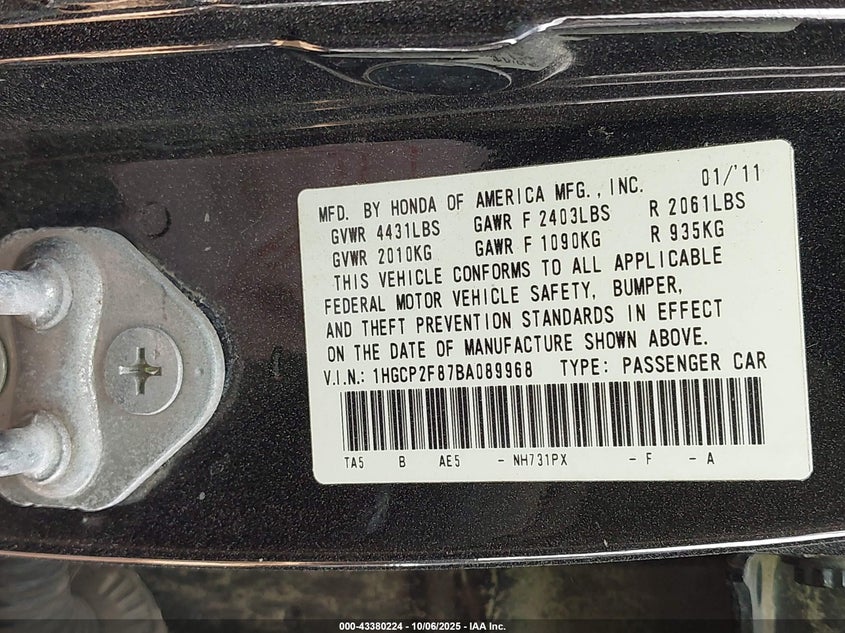 MFD. BY HONDA OF AMERICA MFG., INC. 01/'11
GVWR 4431LBS GAWR F 2403LBS R 2061LBS
GVWR 2010KG GAWR F 1090KG R 935KG
THIS VEHICLE CONFORMS TO ALL APPLICABLE
FEDERAL MOTOR VEHICLE SAFETY, BUMPER,
AND THEFT PREVENTION STANDARDS IN EFFECT
ON THE DATE OF MANUFACTURE SHOWN ABOVE.
V.I.N.: 1HGCP2F87BA089968 TYPE: PASSENGER CAR
TA5 B AE5 - NH731PX - F - A
000-43380224 - 10/06/2025 - IAA Inc.